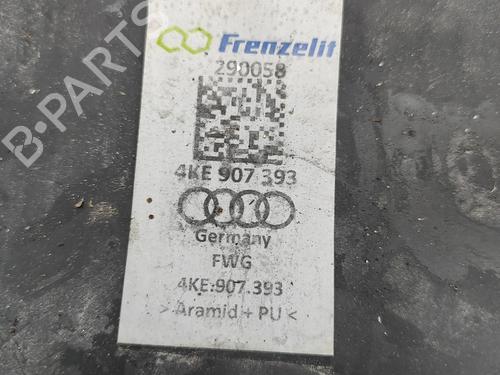 Frenzelit
290058
4KE 907 393
Germany
FWG
4KE.907.393
> Aramid + PU <
B-PARTS